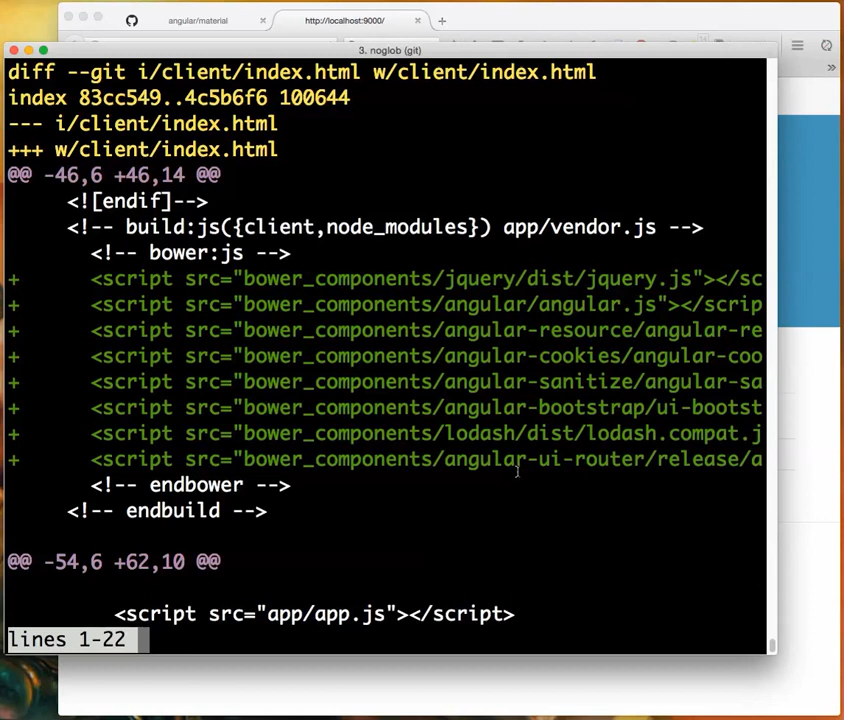 angular/material
http://localhost:9000/
3. noglob (git)
diff --git i/client/index.html w/client/index.html
index 83cc549..4c5b6f6 100644
--- i/client/index.html
+++ w/client/index.html
@@ -46,6 +46,14 @@
<![endif]-->
<!-- build:js({client,node_modules}) app/vendor.js -->
<!-- bower:js -->
+ <script src="bower_components/jquery/dist/jquery.js"></sc
+ <script src="bower_components/angular/angular.js"></scrip
+ <script src="bower_components/angular-resource/angular-re
+ <script src="bower_components/angular-cookies/angular-coo
+ <script src="bower_components/angular-sanitize/angular-sa
+ <script src="bower_components/angular-bootstrap/ui-bootst
+ <script src="bower_components/lodash/dist/lodash.compat.j
+ <script src="bower_components/angular-ui-router/release/a
<!-- endbower -->
<!-- endbuild -->
@@ -54,6 +62,10 @@
<script src="app/app.js"></script>
lines 1-22